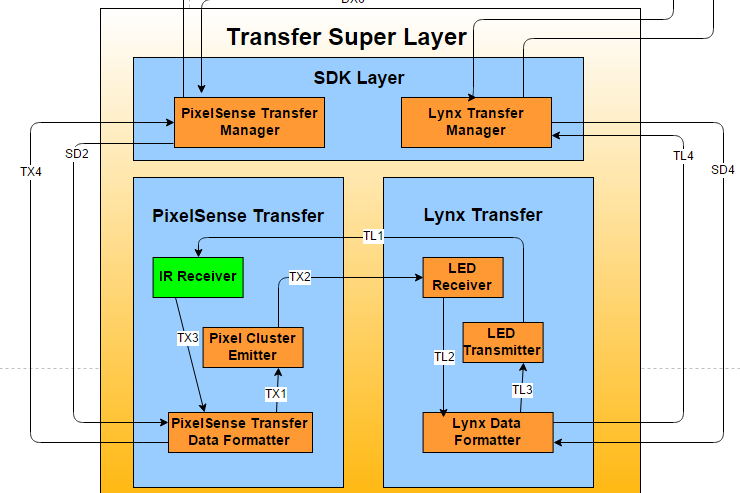 DX6
Transfer Super Layer
SDK Layer
PixelSense Transfer
Manager
Lynx Transfer
Manager
TX4
SD2
TL4
SD4
PixelSense Transfer
Lynx Transfer
TL1
IR Receiver
TX2
LED
Receiver
TX3
Pixel Cluster
Emitter
LED
Transmitter
TL2
TX1
TL3
PixelSense Transfer
Data Formatter
Lynx Data
Formatter